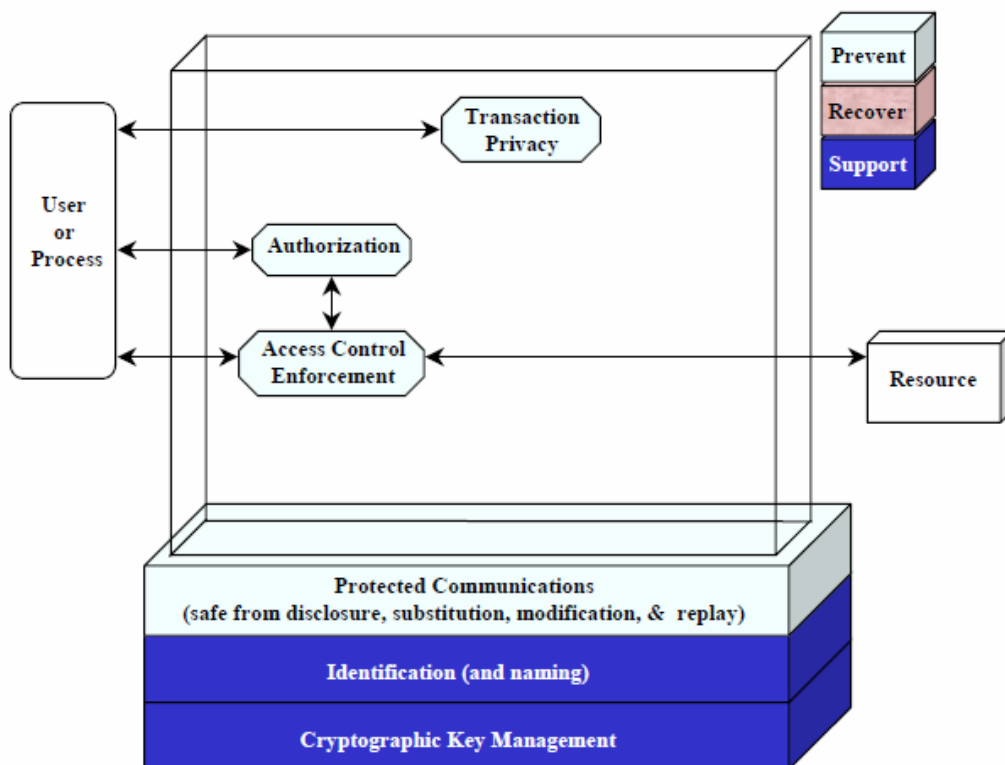 Prevent
Recover
Support
Transaction
Privacy
User
or
Process
Authorization
Access Control
Enforcement
Resource
Protected Communications
(safe from disclosure, substitution, modification, & replay)
Identification (and naming)
Cryptographic Key Management